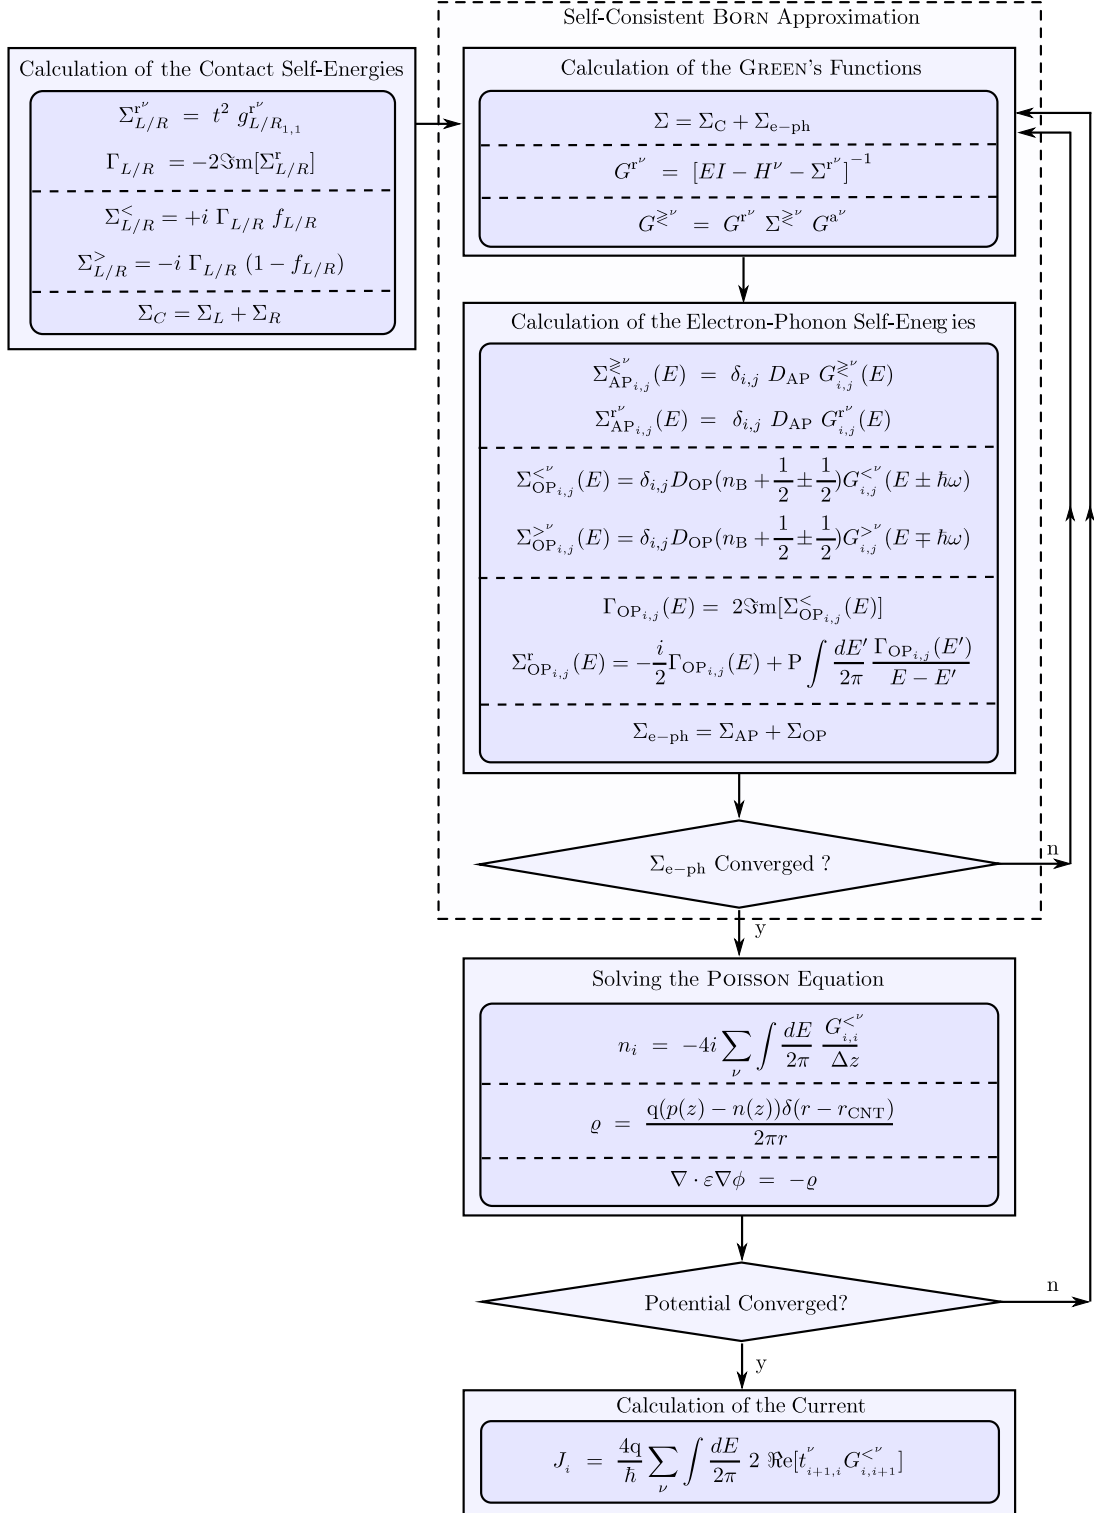 Self-Consistent BORN Approximation
Calculation of the Contact Self-Energies
Σ^{r^ν}_{L/R} = t² g^{r^ν}_{L/R_{1,1}}
Γ_{L/R} = −2ℑm[Σ^r_{L/R}]
Σ^<_{L/R} = +i Γ_{L/R} f_{L/R}
Σ^>_{L/R} = −i Γ_{L/R} (1 − f_{L/R})
Σ_C = Σ_L + Σ_R
Calculation of the GREEN's Functions
Σ = Σ_C + Σ_{e−ph}
G^{r^ν} = [EI − H^ν − Σ^{r^ν}]^{−1}
G^{≷^ν} = G^{r^ν} Σ^{≷^ν} G^{a^ν}
Calculation of the Electron-Phonon Self-Energies
Σ^{≷^ν}_{AP_{i,j}}(E) = δ_{i,j} D_{AP} G^{≷^ν}_{i,j}(E)
Σ^{r^ν}_{AP_{i,j}}(E) = δ_{i,j} D_{AP} G^{r^ν}_{i,j}(E)
Σ^{<^ν}_{OP_{i,j}}(E) = δ_{i,j} D_{OP}(n_B + 1/2 ± 1/2)G^{<^ν}_{i,j}(E ± ℏω)
Σ^{>^ν}_{OP_{i,j}}(E) = δ_{i,j} D_{OP}(n_B + 1/2 ± 1/2)G^{>^ν}_{i,j}(E ∓ ℏω)
Γ_{OP_{i,j}}(E) = 2ℑm[Σ^<_{OP_{i,j}}(E)]
Σ^r_{OP_{i,j}}(E) = −i/2 Γ_{OP_{i,j}}(E) + P ∫ dE′/2π Γ_{OP_{i,j}}(E′)/E − E′
Σ_{e−ph} = Σ_{AP} + Σ_{OP}
Σ_{e−ph} Converged ?
n
y
Solving the POISSON Equation
n_i = −4i ∑_ν ∫ dE/2π G^{<^ν}_{i,i}/Δz
ϱ = q(p(z) − n(z))δ(r − r_{CNT})/2πr
∇ · ε∇ϕ = −ϱ
Potential Converged?
n
y
Calculation of the Current
J_i = 4q/ℏ ∑_ν ∫ dE/2π 2 ℜe[t^ν_{i+1,i} G^{<^ν}_{i,i+1}]